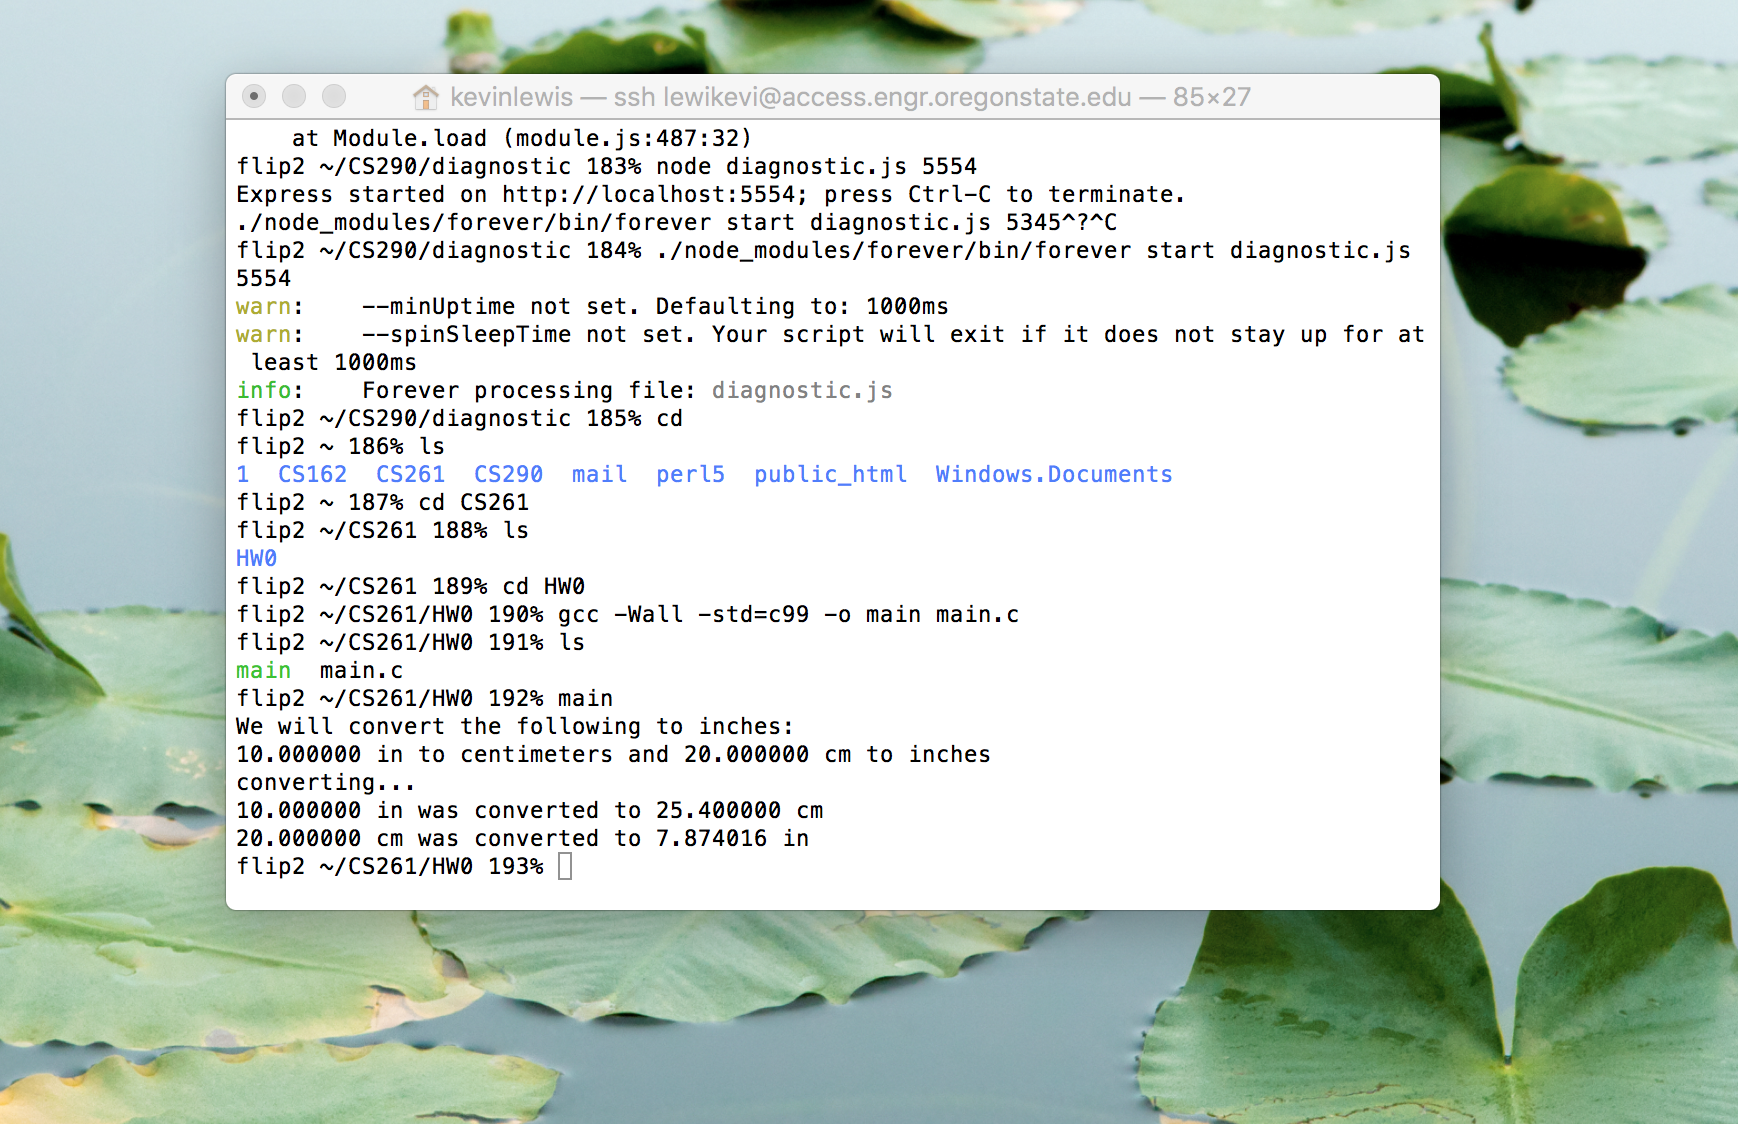 kevinlewis — ssh lewikevi@access.engr.oregonstate.edu — 85×27
at Module.load (module.js:487:32)
flip2 ~/CS290/diagnostic 183% node diagnostic.js 5554
Express started on http://localhost:5554; press Ctrl-C to terminate.
./node_modules/forever/bin/forever start diagnostic.js 5345^?^C
flip2 ~/CS290/diagnostic 184% ./node_modules/forever/bin/forever start diagnostic.js
5554
warn:    --minUptime not set. Defaulting to: 1000ms
warn:    --spinSleepTime not set. Your script will exit if it does not stay up for at
least 1000ms
info:    Forever processing file: diagnostic.js
flip2 ~/CS290/diagnostic 185% cd
flip2 ~ 186% ls
1  CS162  CS261  CS290  mail  perl5  public_html  Windows.Documents
flip2 ~ 187% cd CS261
flip2 ~/CS261 188% ls
HW0
flip2 ~/CS261 189% cd HW0
flip2 ~/CS261/HW0 190% gcc -Wall -std=c99 -o main main.c
flip2 ~/CS261/HW0 191% ls
main  main.c
flip2 ~/CS261/HW0 192% main
We will convert the following to inches:
10.000000 in to centimeters and 20.000000 cm to inches
converting...
10.000000 in was converted to 25.400000 cm
20.000000 cm was converted to 7.874016 in
flip2 ~/CS261/HW0 193%